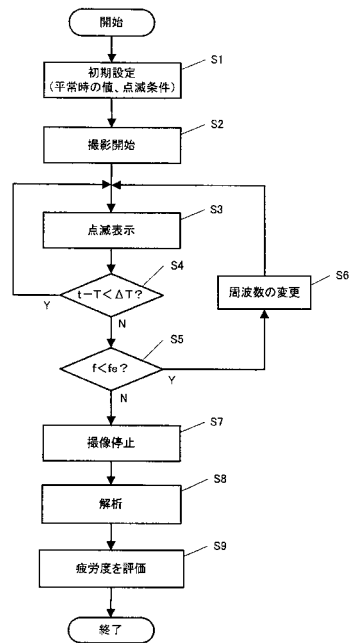 開始
S1
初期設定
(平常時の値、点滅条件)
S2
撮影開始
S3
点滅表示
S4
t-T<ΔT?
Y
N
S5
f<fe?
Y
N
S6
周波数の変更
S7
撮像停止
S8
解析
S9
疲労度を評価
終了